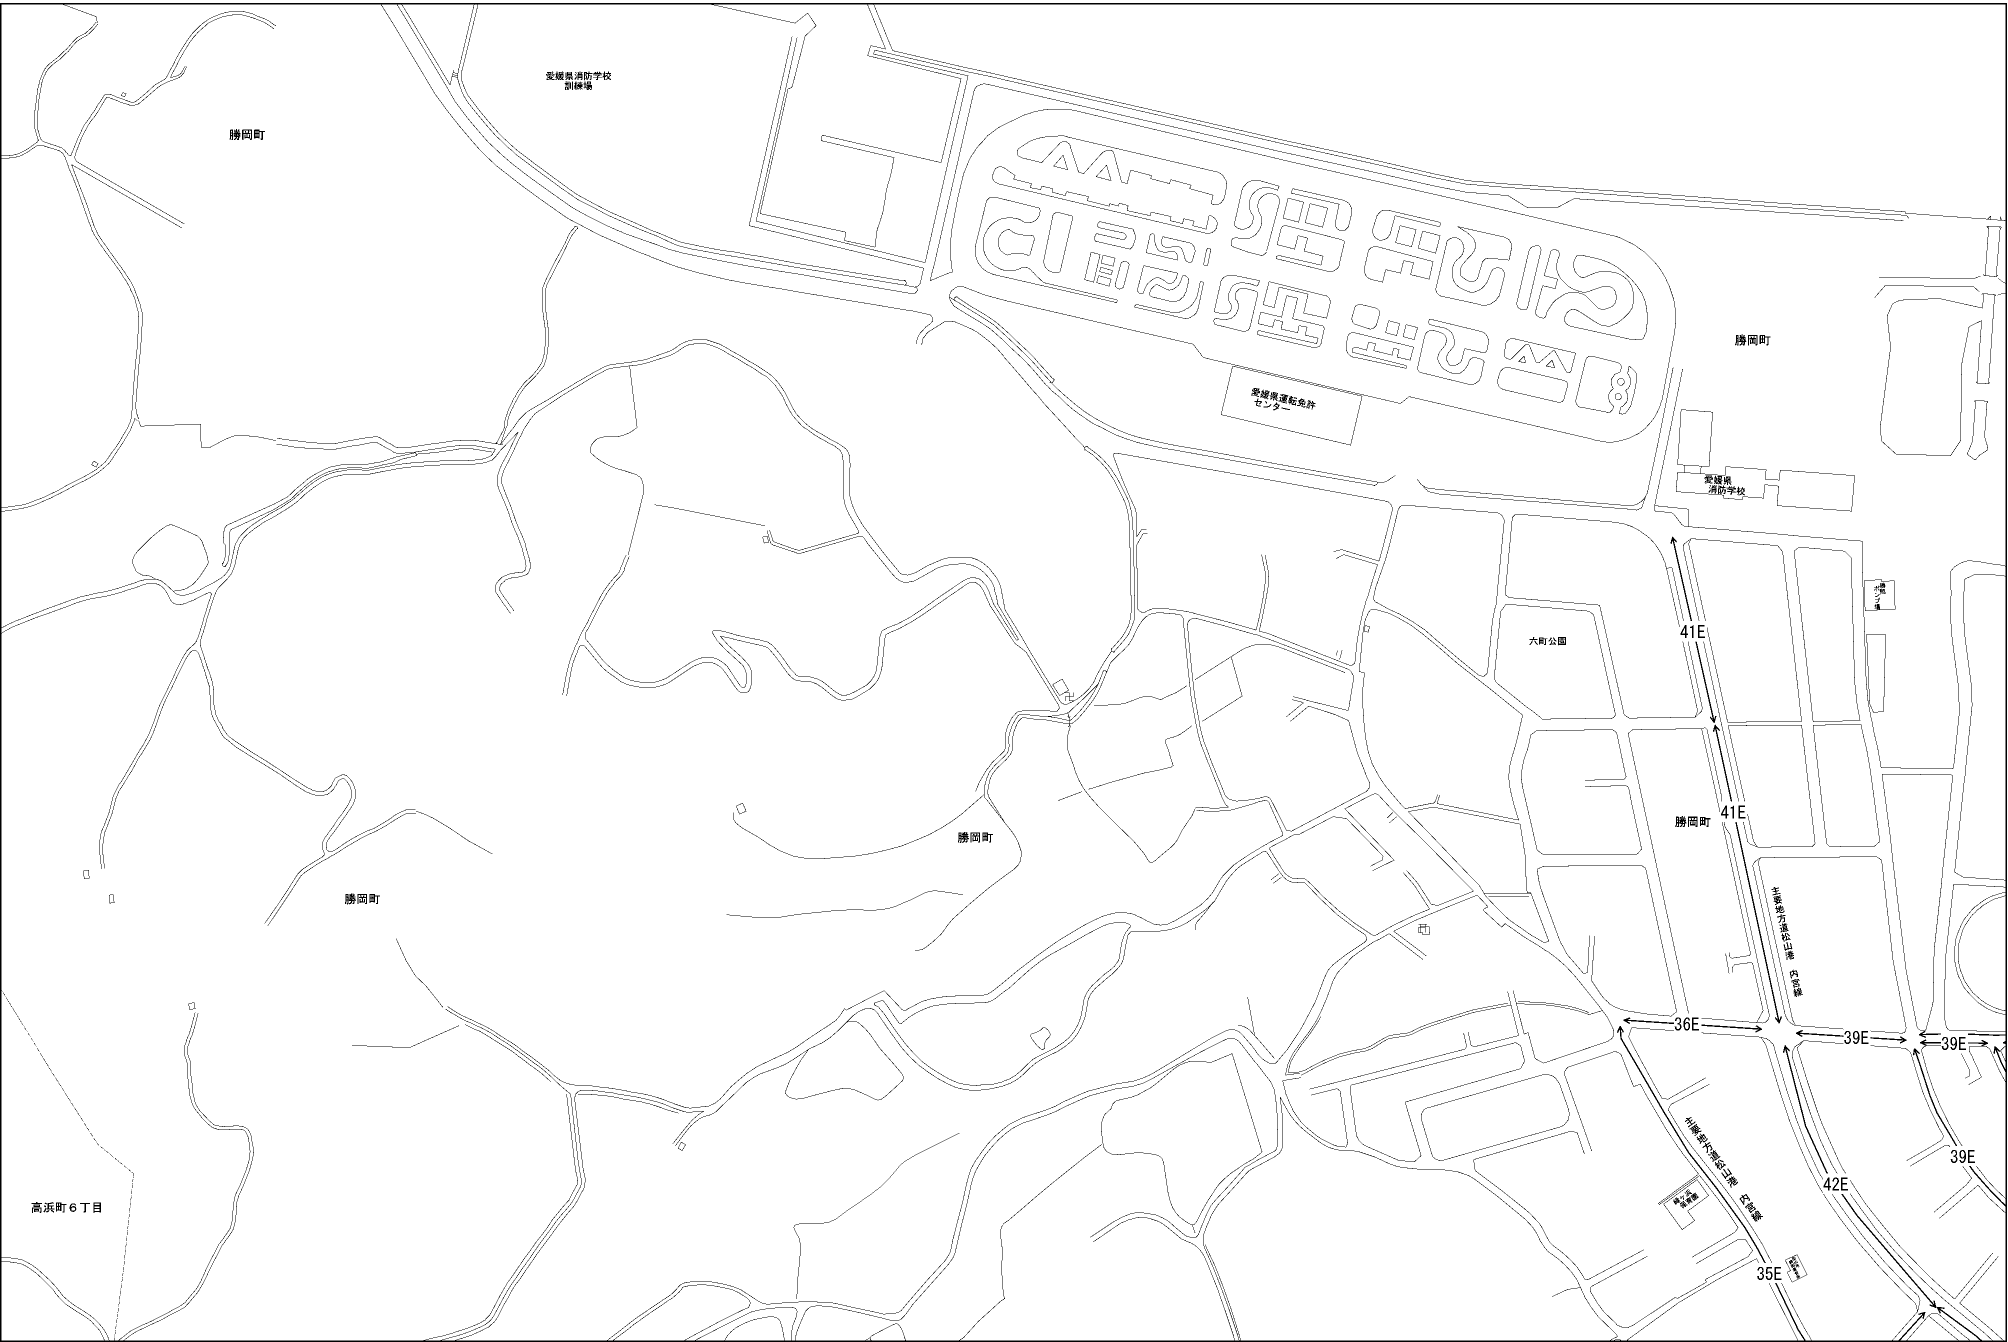 愛媛県消防学校
訓練場
勝岡町
勝岡町
愛媛県運転免許
センター
愛媛県
消防学校
六町公園
41E
41E
勝岡町
勝岡町
勝岡町
主要地方道松山港　内宮線
36E
39E
39E
主要地方道松山港　内宮線
39E
42E
高浜町６丁目
35E